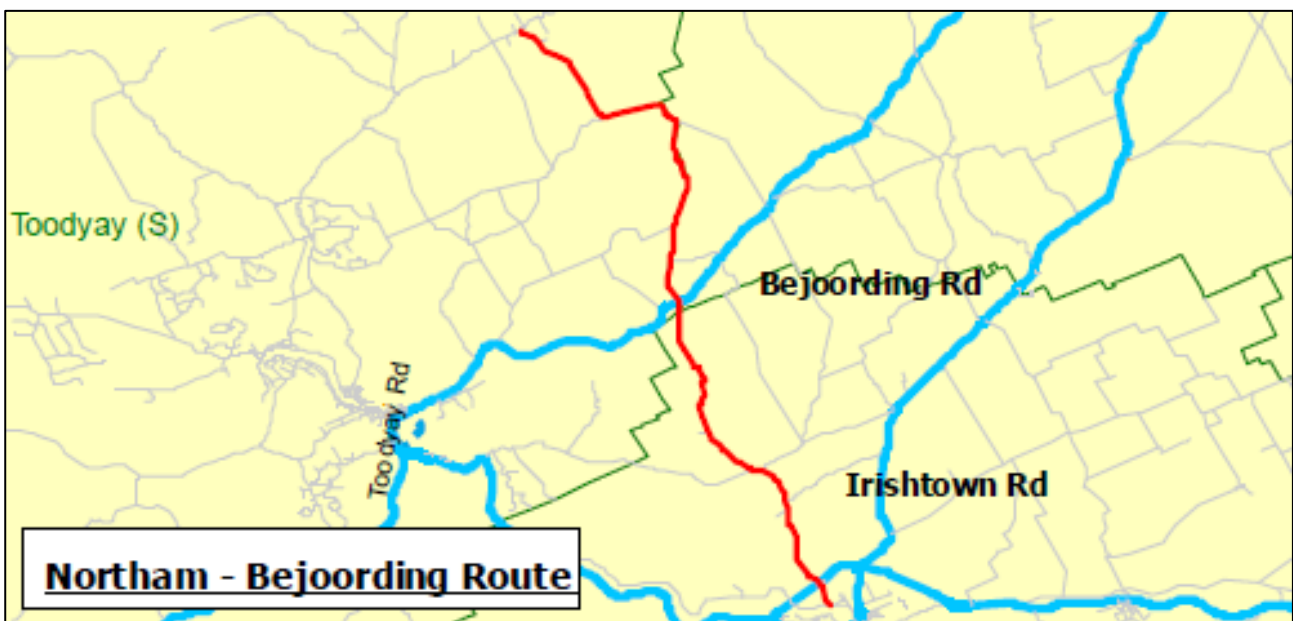 Toodyay (S)
Bejoording Rd
Toodyay Rd
Irishtown Rd
Northam - Bejoording Route